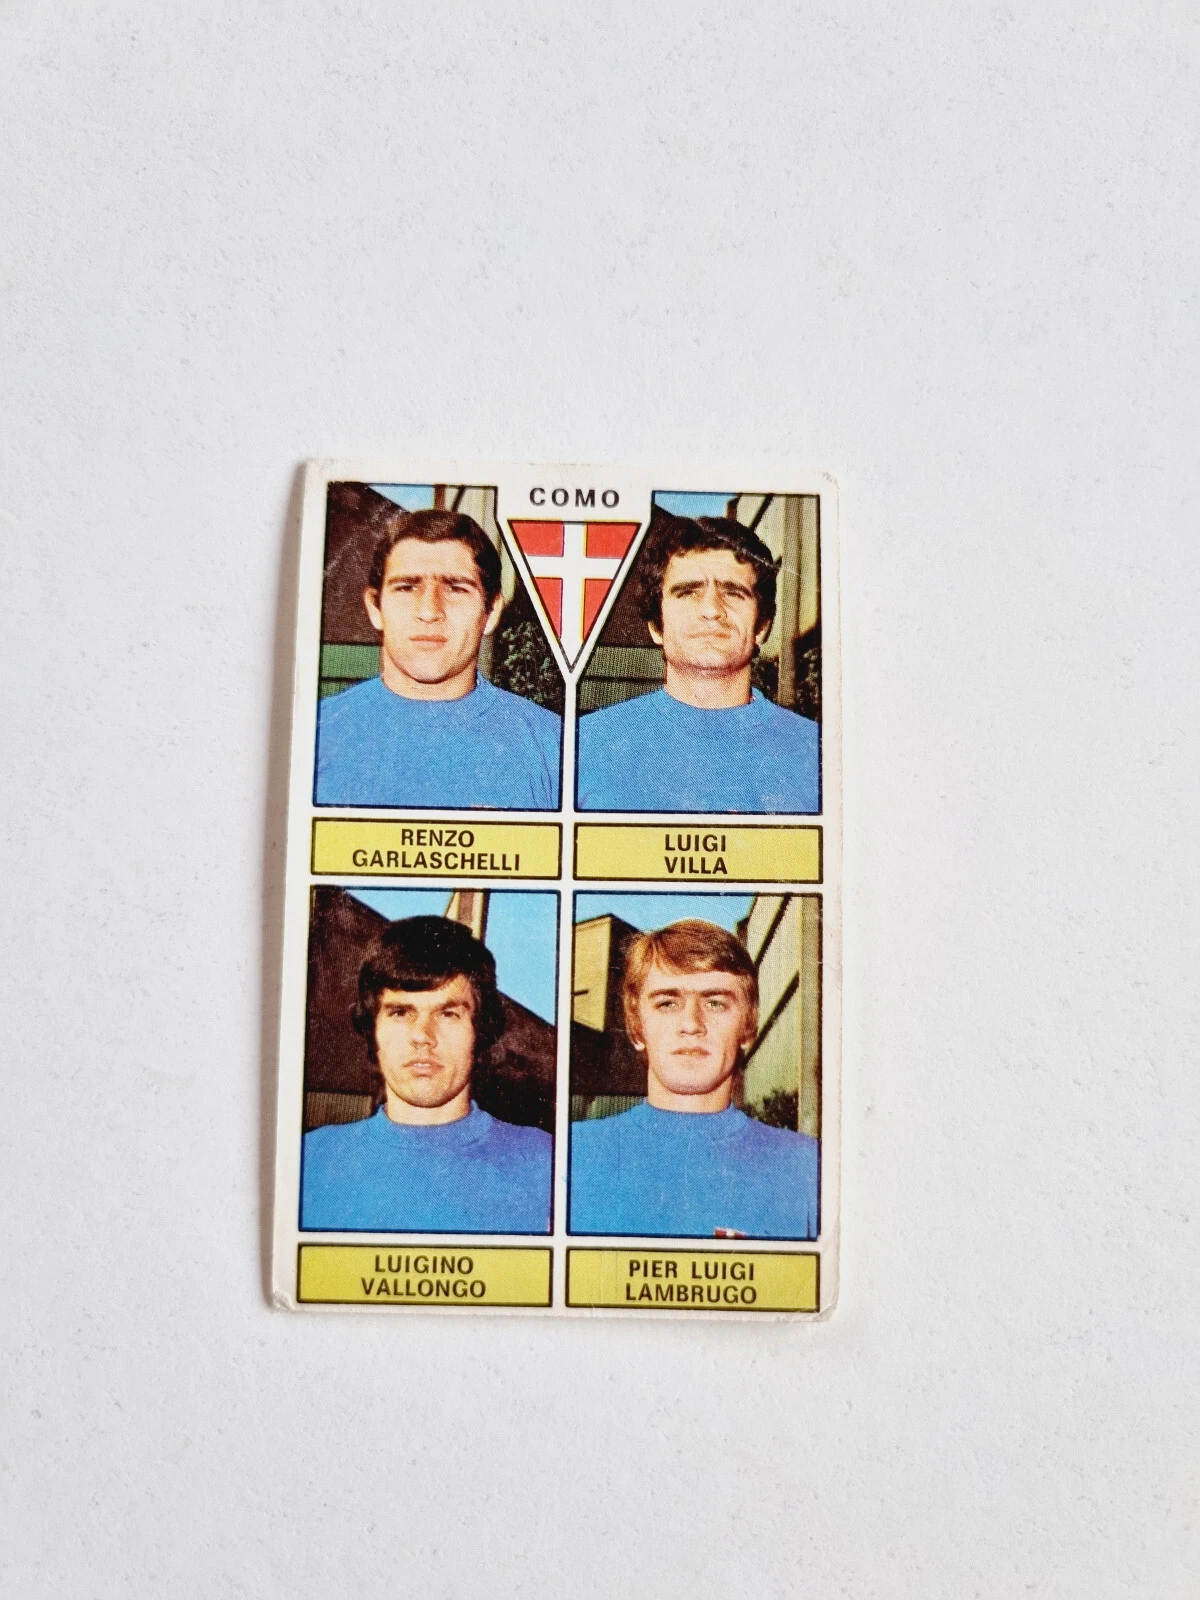 COMO
RENZO
GARLASCHELLI
LUIGI
VILLA
LUIGINO
VALLONGO
PIER LUIGI
LAMBRUGO